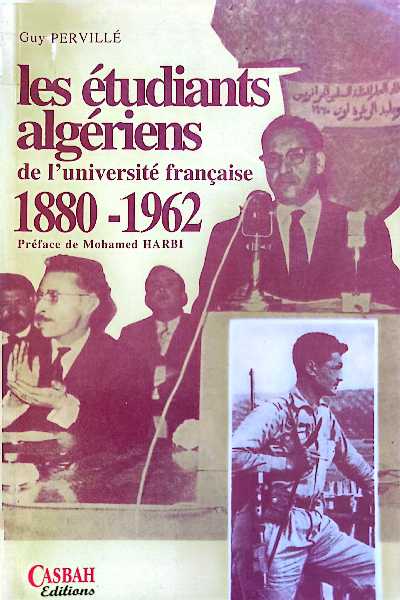 Guy PERVILLÉ
les étudiants
algériens
de l'université française
1880-1962
Préface de Mohamed HARBI
CASBAH
Editions